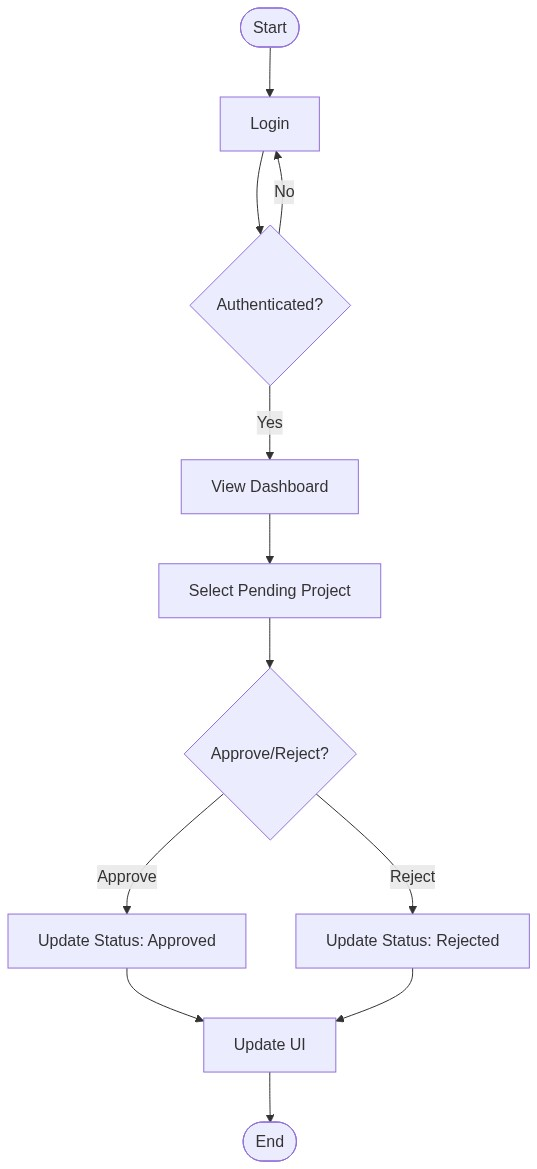 Start
Login
No
Authenticated?
Yes
View Dashboard
Select Pending Project
Approve/Reject?
Approve
Reject
Update Status: Approved
Update Status: Rejected
Update UI
End